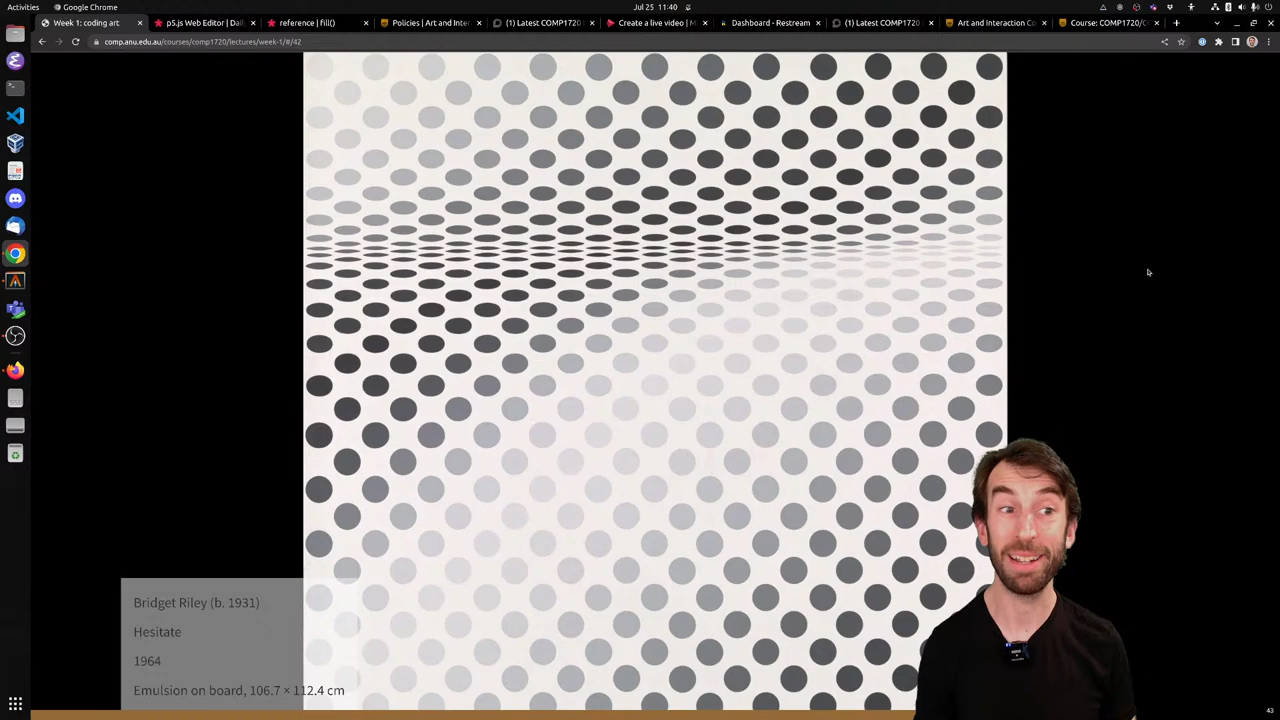 Activities
Google Chrome
Jul 25 11:40
Week 1: coding art
p5.js Web Editor | Dail
reference | fill()
Policies | Art and Inter
(1) Latest COMP1720
Create a live video | M
Dashboard - Restream
(1) Latest COMP1720
Art and Interaction Co
Course: COMP1720/
comp.anu.edu.au/courses/comp1720/lectures/week-1/#/42
Bridget Riley (b. 1931)
Hesitate
1964
Emulsion on board, 106.7 × 112.4 cm
43